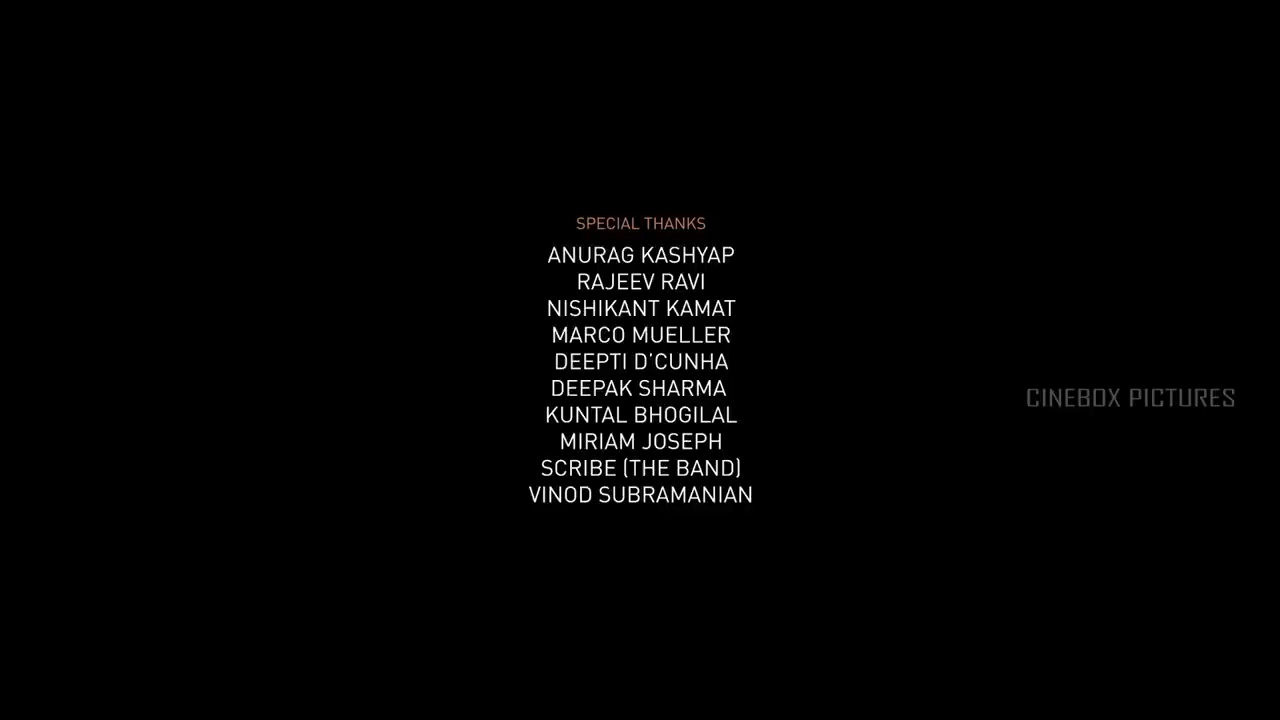 SPECIAL THANKS
ANURAG KASHYAP
RAJEEV RAVI
NISHIKANT KAMAT
MARCO MUELLER
DEEPTI D'CUNHA
DEEPAK SHARMA
KUNTAL BHOGILAL
MIRIAM JOSEPH
SCRIBE (THE BAND)
VINOD SUBRAMANIAN
CINEBOX PICTURES